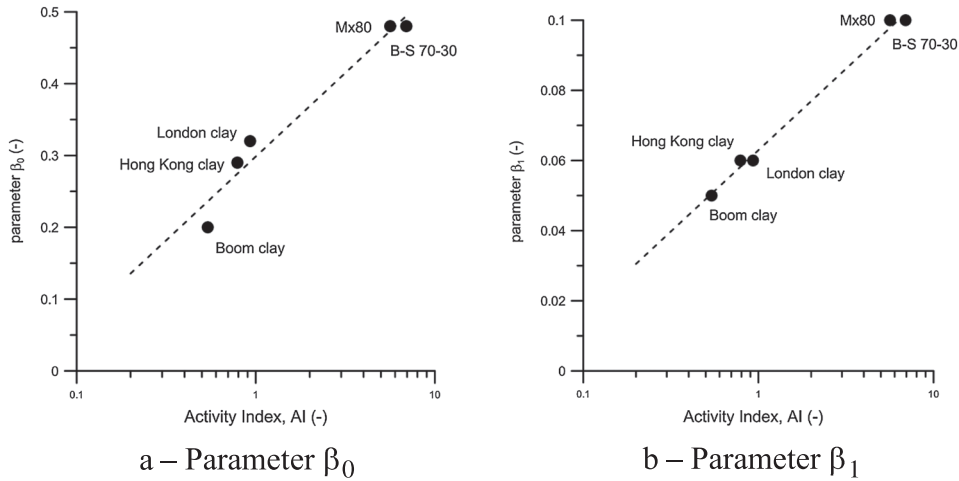 0.5
0.4
0.3
0.2
0.1
0
parameter β0 (-)
Mx80
B-S 70-30
London clay
Hong Kong clay
Boom clay
0.1
1
10
Activity Index, AI (-)
a – Parameter β0
0.1
0.08
0.06
0.04
0.02
0
parameter β1 (-)
Mx80
B-S 70-30
Hong Kong clay
London clay
Boom clay
0.1
1
10
Activity Index, AI (-)
b – Parameter β1